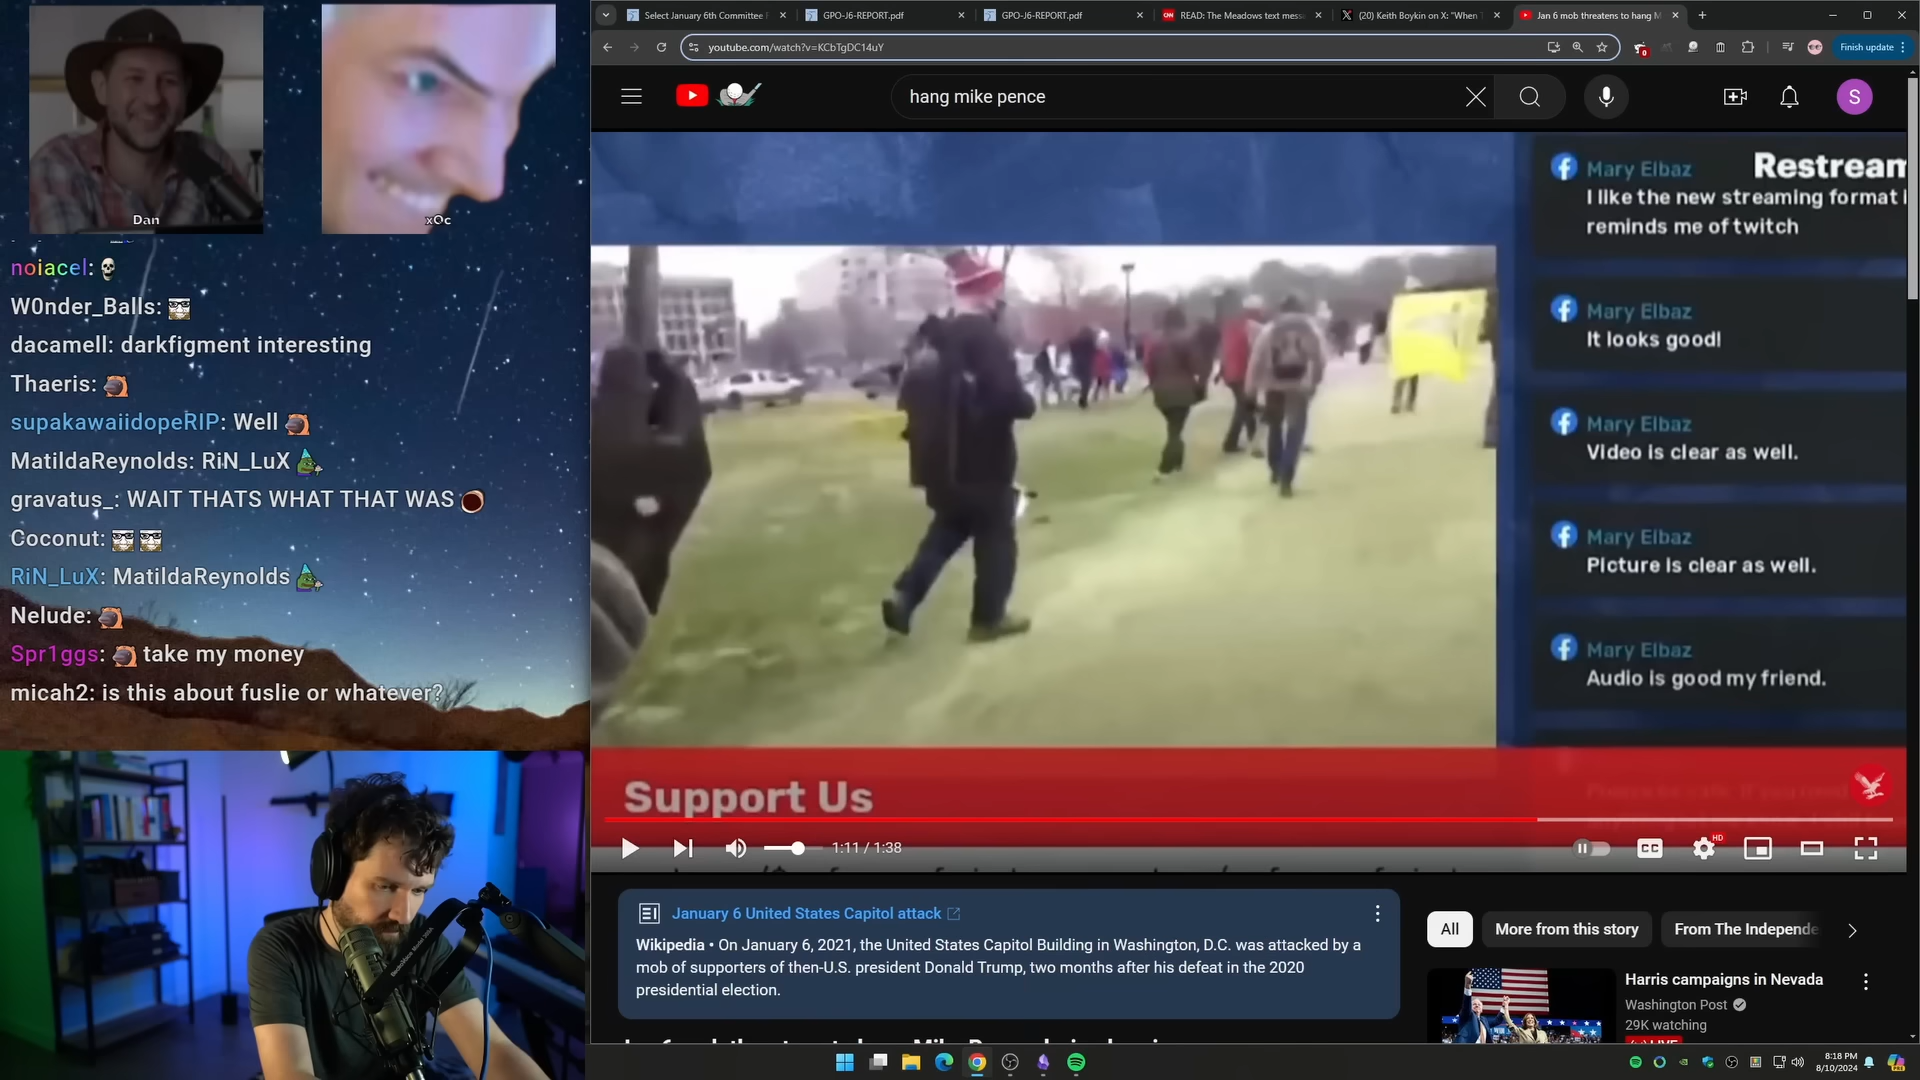 Dan
xQc
noiacel:
W0nder_Balls:
dacamell: darkfigment interesting
Thaeris:
supakawaiidopeRIP: Well
MatildaReynolds: RiN_LuX
gravatus_: WAIT THATS WHAT THAT WAS
Coconut:
RiN_LuX: MatildaReynolds
Nelude:
Spr1ggs: take my money
micah2: is this about fuslie or whatever?
Select January 6th Committee
GPO-J6-REPORT.pdf
GPO-J6-REPORT.pdf
READ: The Meadows text mess
(20) Keith Boykin on X: "When
Jan 6 mob threatens to hang M
youtube.com/watch?v=KCbTgDC14uY
Finish update
hang mike pence
S
Restream
Mary Elbaz
I like the new streaming format
reminds me of twitch
Mary Elbaz
It looks good!
Mary Elbaz
Video is clear as well.
Mary Elbaz
Picture is clear as well.
Mary Elbaz
Audio is good my friend.
Support Us
1:11 / 1:38
CC
HD
January 6 United States Capitol attack
Wikipedia • On January 6, 2021, the United States Capitol Building in Washington, D.C. was attacked by a
mob of supporters of then-U.S. president Donald Trump, two months after his defeat in the 2020
presidential election.
All
More from this story
From The Independe
Harris campaigns in Nevada
Washington Post
29K watching
8:18 PM
8/10/2024